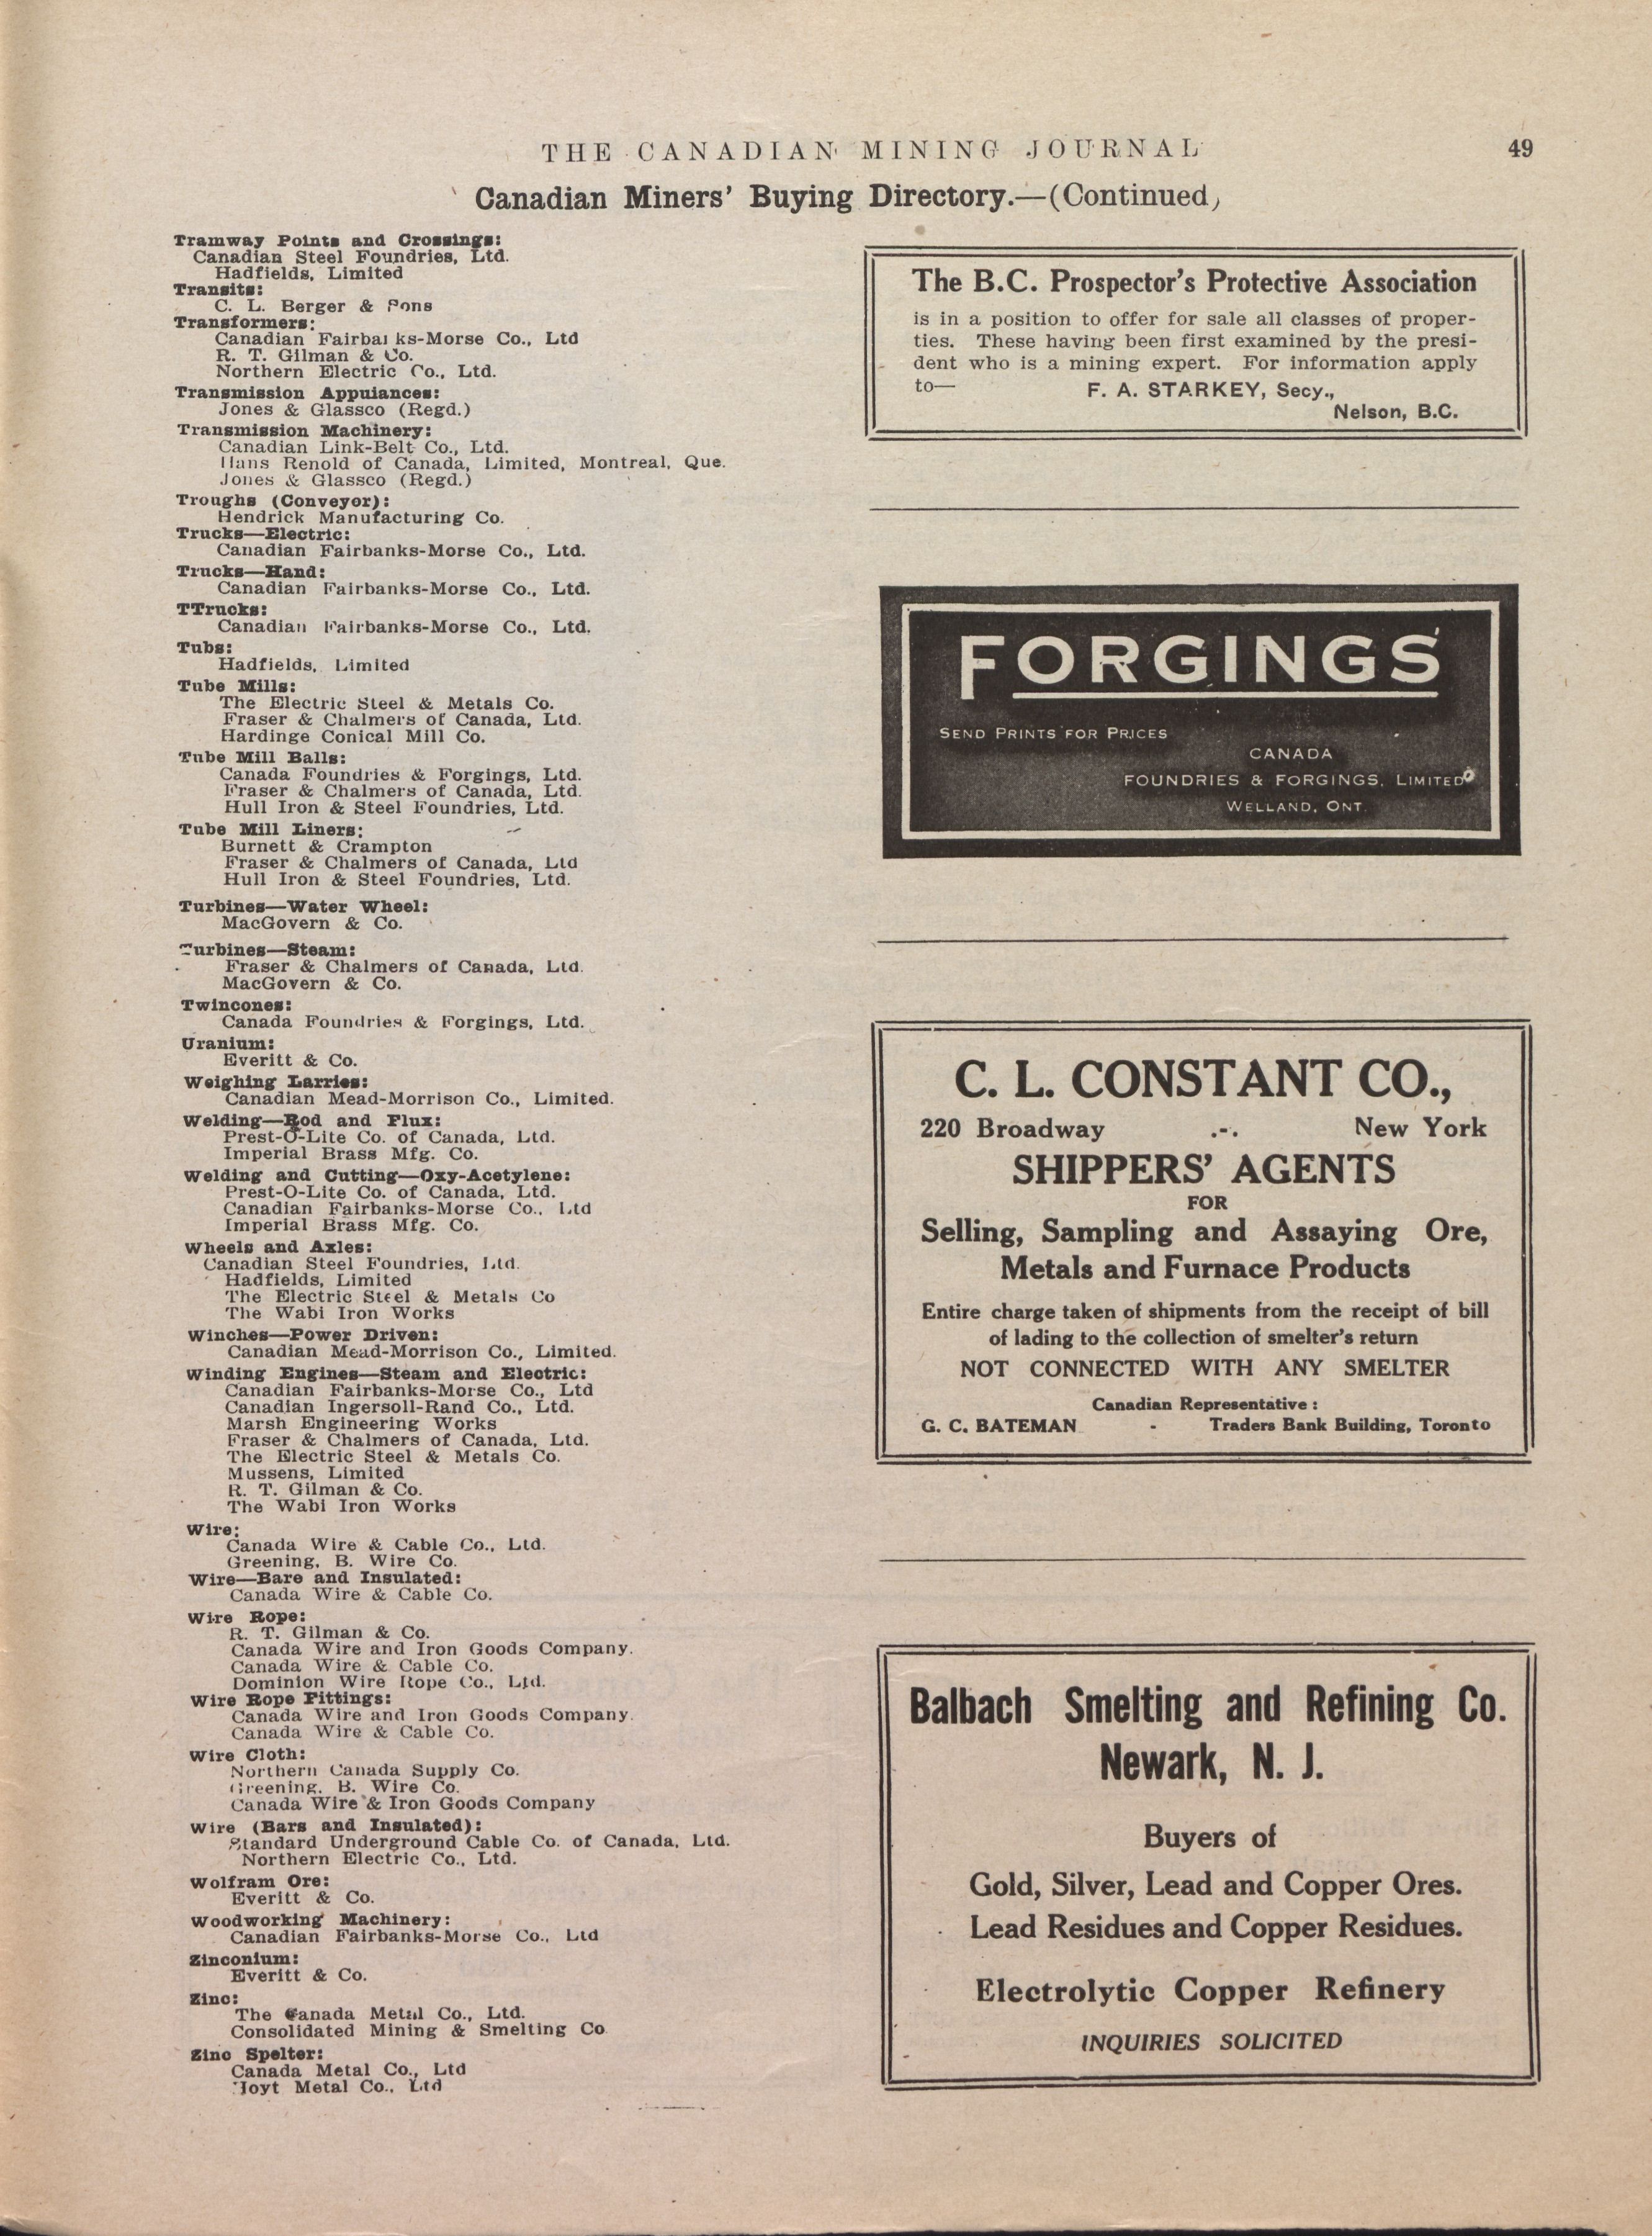 THE CANADIAN MINING JOURNAL 49
Canadian Miners' Buying Directory.—(Continued)
Tramway Points and Crossings:
Canadian Steel Foundries, Ltd.
Hadfields, Limited
Transits:
C. L. Berger & Sons
Transformers:
Canadian Fairbanks-Morse Co., Ltd
R. T. Gilman & Co.
Northern Electric Co., Ltd.
Transmission Appuiances:
Jones & Glassco (Regd.)
Transmission Machinery:
Canadian Link-Belt Co., Ltd.
Hans Renold of Canada, Limited, Montreal, Que.
Jones & Glassco (Regd.)
Troughs (Conveyor):
Hendrick Manufacturing Co.
Trucks—Electric:
Canadian Fairbanks-Morse Co., Ltd.
Trucks—Hand:
Canadian Fairbanks-Morse Co., Ltd.
TTrucks:
Canadian Fairbanks-Morse Co., Ltd.
Tubs:
Hadfields, Limited
Tube Mills:
The Electric Steel & Metals Co.
Fraser & Chalmers of Canada, Ltd.
Hardinge Conical Mill Co.
Tube Mill Balls:
Canada Foundries & Forgings, Ltd.
Fraser & Chalmers of Canada, Ltd.
Hull Iron & Steel Foundries, Ltd.
Tube Mill Liners:
Burnett & Crampton
Fraser & Chalmers of Canada, Ltd
Hull Iron & Steel Foundries, Ltd.
Turbines—Water Wheel:
MacGovern & Co.
Turbines—Steam:
Fraser & Chalmers of Canada, Ltd.
MacGovern & Co.
Twincones:
Canada Foundries & Forgings, Ltd.
Uranium:
Everitt & Co.
Weighing Larries:
Canadian Mead-Morrison Co., Limited.
Welding—Rod and Flux:
Prest-O-Lite Co. of Canada, Ltd.
Imperial Brass Mfg. Co.
Welding and Cutting—Oxy-Acetylene:
Prest-O-Lite Co. of Canada, Ltd.
Canadian Fairbanks-Morse Co., Ltd
Imperial Brass Mfg. Co.
Wheels and Axles:
Canadian Steel Foundries, Ltd.
Hadfields, Limited
The Electric Steel & Metals Co
The Wabi Iron Works
Winches—Power Driven:
Canadian Mead-Morrison Co., Limited.
Winding Engines—Steam and Electric:
Canadian Fairbanks-Morse Co., Ltd
Canadian Ingersoll-Rand Co., Ltd.
Marsh Engineering Works
Fraser & Chalmers of Canada, Ltd.
The Electric Steel & Metals Co.
Mussens, Limited
R. T. Gilman & Co.
The Wabi Iron Works
Wire:
Canada Wire & Cable Co., Ltd.
Greening, B. Wire Co.
Wire—Bare and Insulated:
Canada Wire & Cable Co.
Wire Rope:
R. T. Gilman & Co.
Canada Wire and Iron Goods Company.
Canada Wire & Cable Co.
Dominion Wire Rope Co., Ltd.
Wire Rope Fittings:
Canada Wire and Iron Goods Company.
Canada Wire & Cable Co.
Wire Cloth:
Northern Canada Supply Co.
Greening, B. Wire Co.
Canada Wire & Iron Goods Company
Wire (Bars and Insulated):
Standard Underground Cable Co. of Canada, Ltd.
Northern Electric Co., Ltd.
Wolfram Ore:
Everitt & Co.
Woodworking Machinery:
Canadian Fairbanks-Morse Co., Ltd
Zinconium:
Everitt & Co.
Zinc:
The Canada Metal Co., Ltd.
Consolidated Mining & Smelting Co
Zinc Spelter:
Canada Metal Co., Ltd
Hoyt Metal Co., Ltd
The B.C. Prospector's Protective Association
is in a position to offer for sale all classes of proper-
ties. These having been first examined by the presi-
dent who is a mining expert. For information apply
to— F. A. STARKEY, Secy.,
Nelson, B.C.
FORGINGS
SEND PRINTS FOR PRICES
CANADA
FOUNDRIES & FORGINGS, LIMITED
WELLAND, ONT.
C. L. CONSTANT CO.,
220 Broadway .-. New York
SHIPPERS' AGENTS
FOR
Selling, Sampling and Assaying Ore,
Metals and Furnace Products
Entire charge taken of shipments from the receipt of bill
of lading to the collection of smelter's return
NOT CONNECTED WITH ANY SMELTER
Canadian Representative :
G. C. BATEMAN - Traders Bank Building, Toronto
Balbach Smelting and Refining Co.
Newark, N. J.
Buyers of
Gold, Silver, Lead and Copper Ores.
Lead Residues and Copper Residues.
Electrolytic Copper Refinery
INQUIRIES SOLICITED